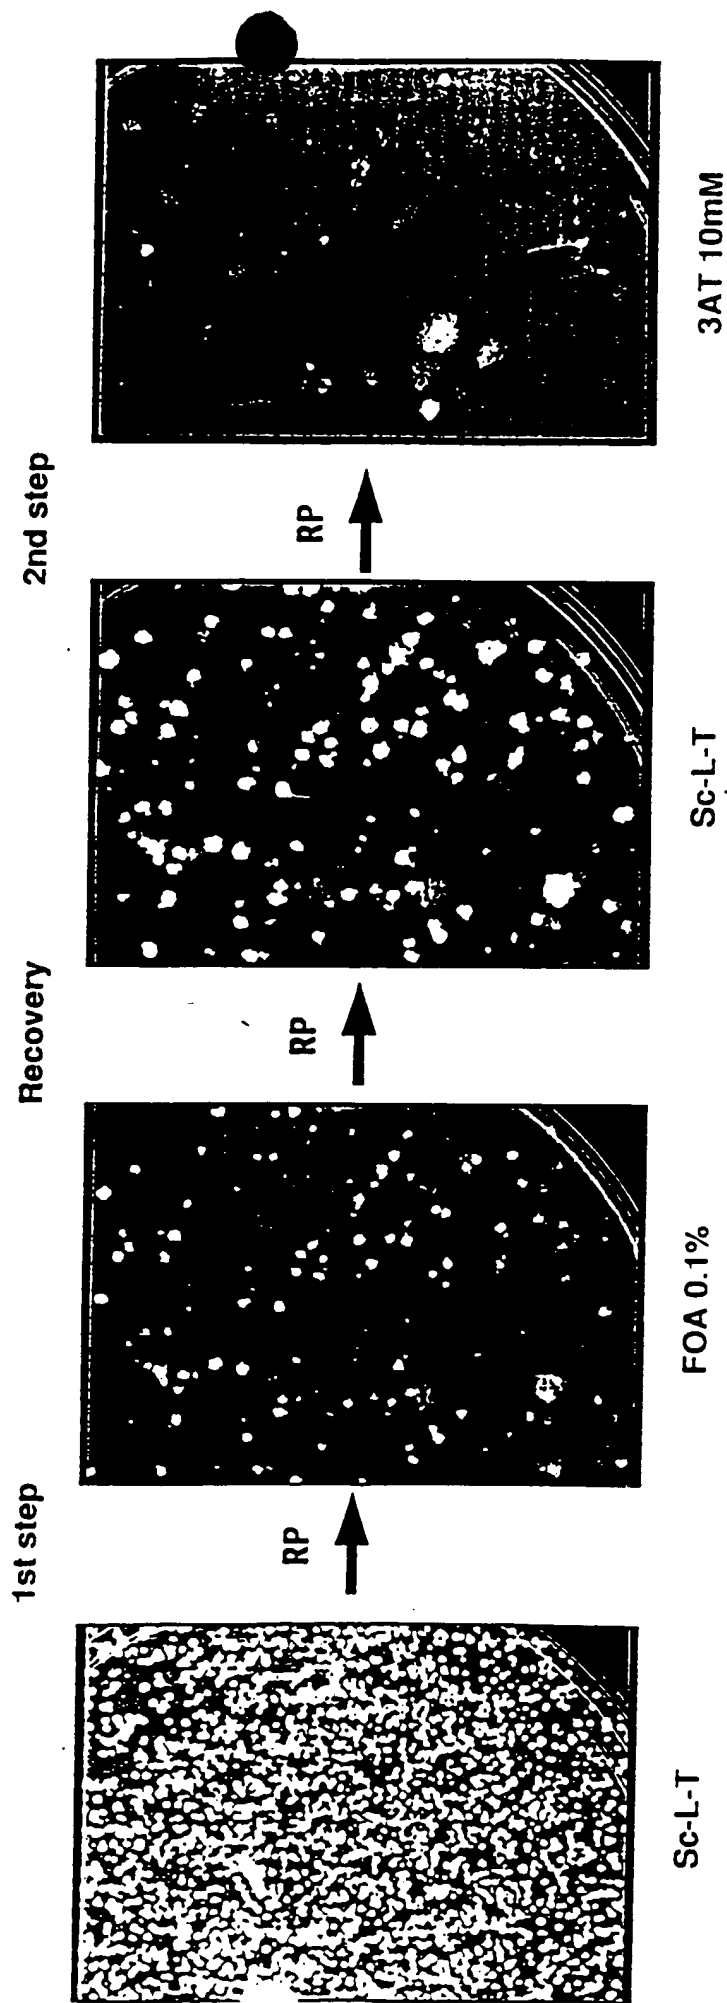 1st step
Recovery
2nd step
RP
RP
RP
Sc-L-T
FOA 0.1%
Sc-L-T
3AT 10mM